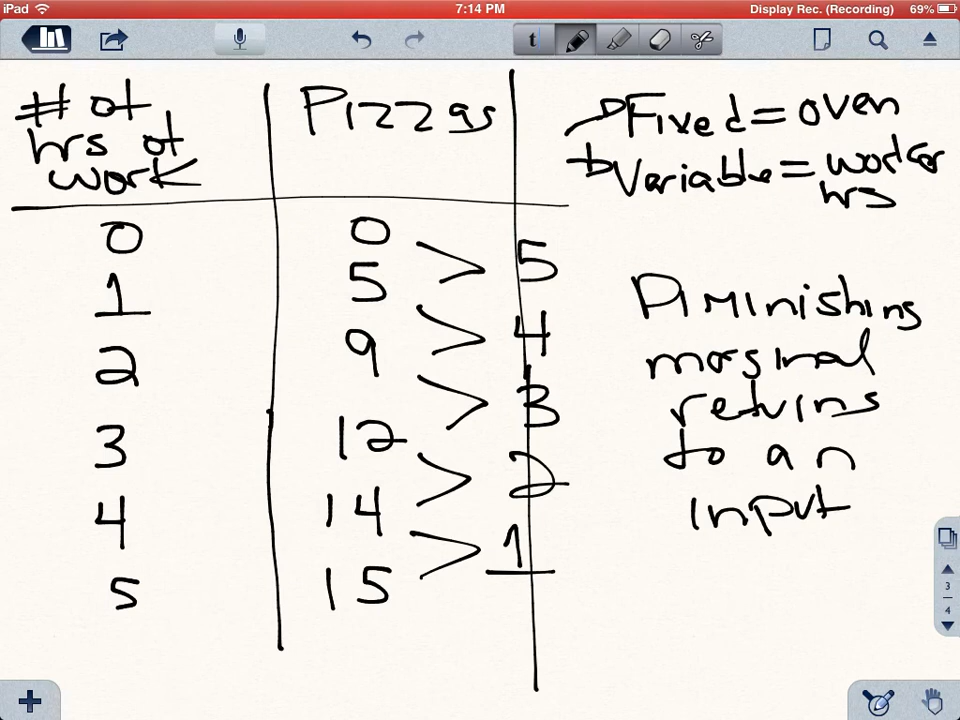 iPad
7:14 PM
Display Rec. (Recording)
69%
t
# of
hrs of
work
Pizzas
Fixed = oven
Variable = worker
hrs
0
0
5
1
5
4
2
9
3
3
12
2
4
14
1
5
15
Diminishing
marginal
returns
to an
input
3
4